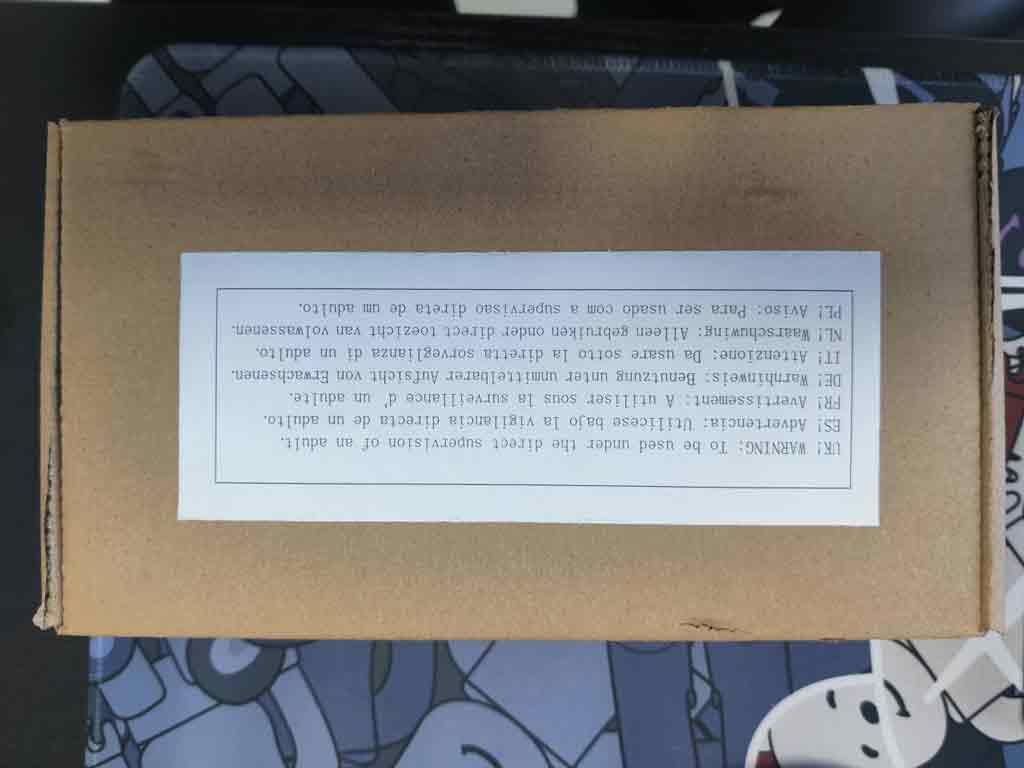 UK! WARNING: To be used under the direct supervision of an adult.
ES! Advertencia: Utilicese bajo la vigilancia directa de un adulto.
FR! Avertissement: A utiliser sous la surveillance d' un adulte.
DE! Warnhinweis: Benutzung unter unmittelbarer Aufsicht von Erwachsenen.
IT! Attenzione: Da usare sotto la diretta sorveglianza di un adulto.
NL! Waarschuwing: Alleen gebruiken onder direct toezicht van volwassenen.
PE! Aviso: Para ser usado com a supervisao direta de um adulto.